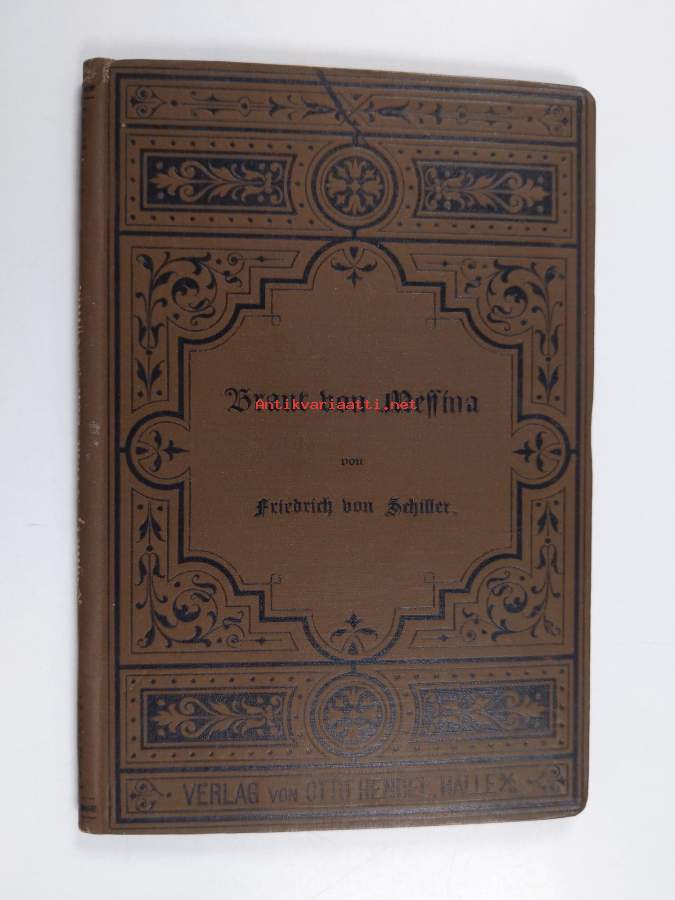 Braut von Messina
Antikvariaatti.net
von
Friedrich von Schiller.
VERLAG VON OTTO HENDEL, HALLE A/S